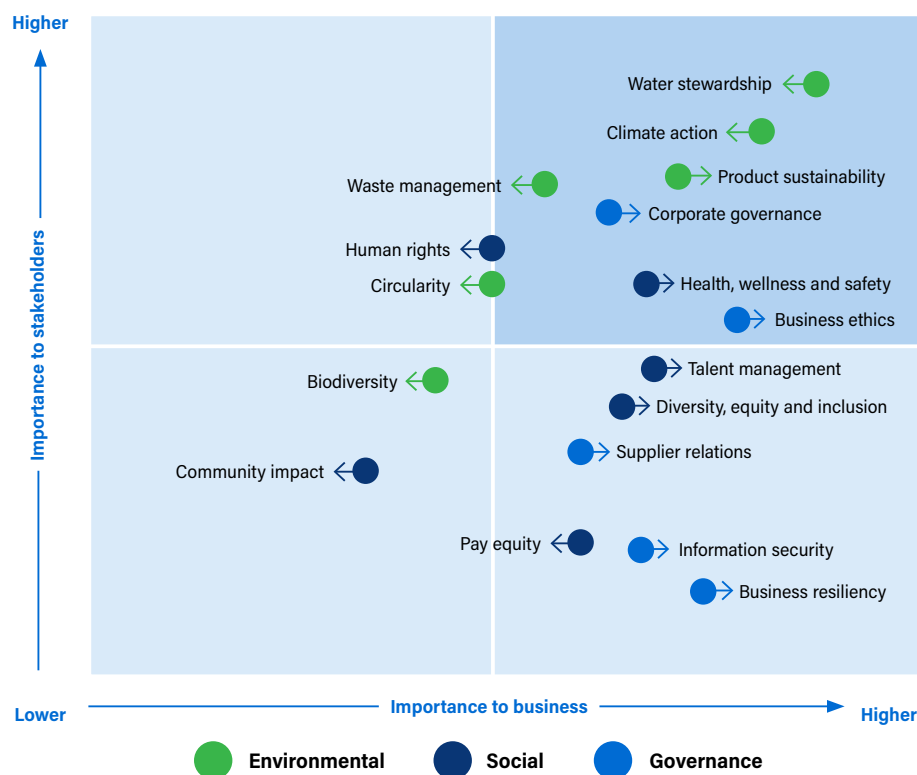 Higher
Water stewardship
Climate action
Product sustainability
Waste management
Corporate governance
Human rights
Circularity
Health, wellness and safety
Business ethics
Importance to stakeholders
Talent management
Biodiversity
Diversity, equity and inclusion
Supplier relations
Community impact
Pay equity
Information security
Business resiliency
Lower
Importance to business
Higher
Environmental
Social
Governance